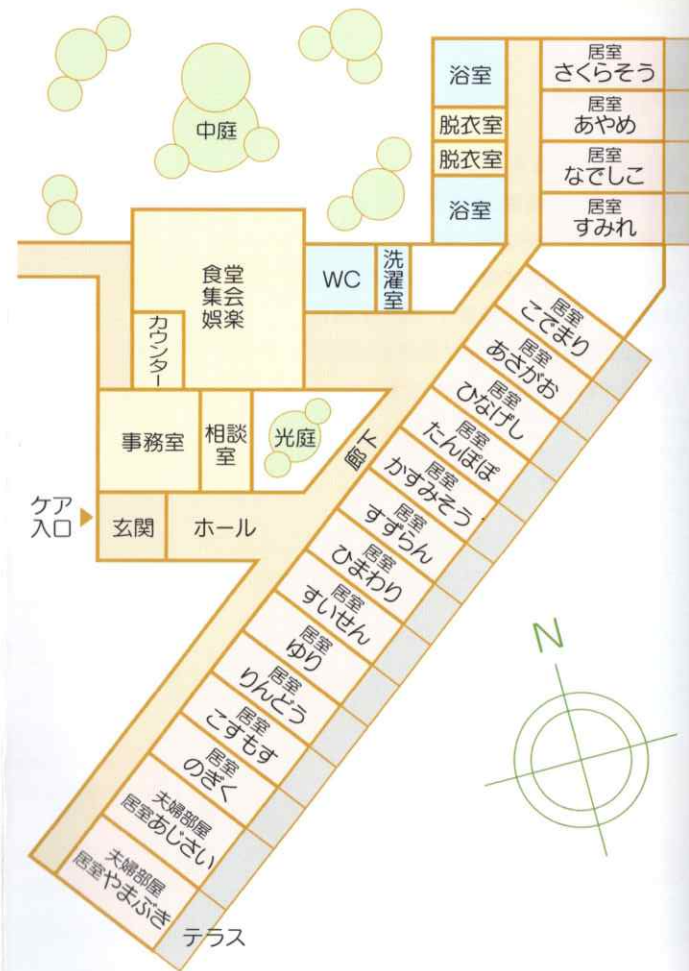 浴室
脱衣室
脱衣室
浴室
居室
さくらそう
居室
あやめ
居室
なでしこ
居室
すみれ
中庭
食堂
集会
娯楽
カウンター
WC
洗濯室
事務室
相談室
光庭
廊下
ケア
入口
玄関
ホール
居室
こでまり
居室
あさがお
居室
ひなげし
居室
たんぽぽ
居室
かすみそう
居室
すずらん
居室
ひまわり
居室
すいせん
居室
ゆり
居室
りんどう
居室
こすもす
居室
のぎく
夫婦部屋
居室あじさい
夫婦部屋
居室やまぶき
テラス
N